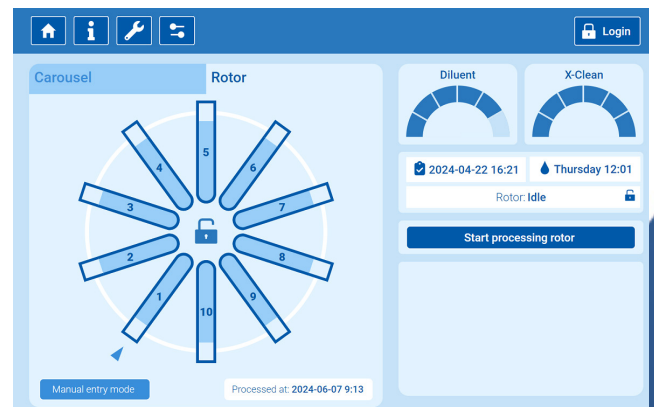 Login
Carousel
Rotor
5
4
6
3
7
2
8
1
9
10
Manual entry mode
Processed at: 2024-06-07 9:13
Diluent
X-Clean
2024-04-22 16:21
Thursday 12:01
Rotor: Idle
Start processing rotor